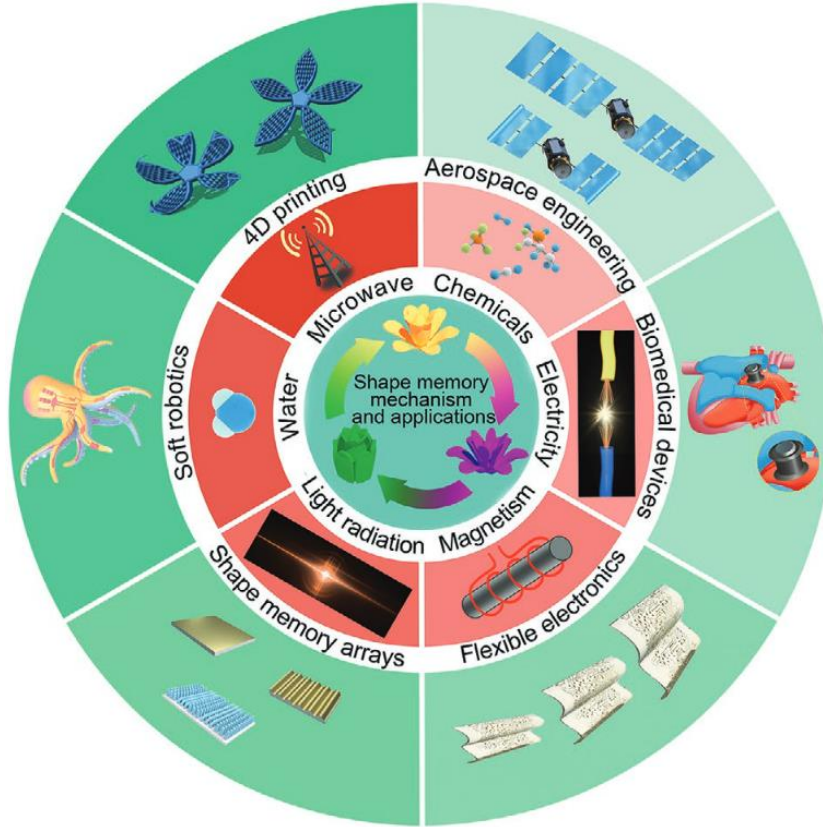 4D printing
Aerospace engineering
Biomedical devices
Flexible electronics
Shape memory arrays
Soft robotics
Microwave
Chemicals
Electricity
Magnetism
Light radiation
Water
Shape memory
mechanism
and applications